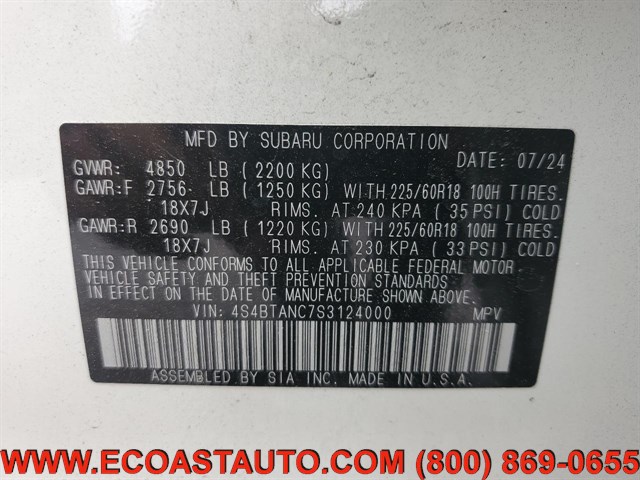 MFD BY SUBARU CORPORATION
DATE: 07/24
GVWR: 4850 LB (2200 KG)
GAWR:F 2756 LB (1250 KG) WITH 225/60R18 100H TIRES.
18X7J RIMS. AT 240 KPA (35 PSI) COLD
GAWR:R 2690 LB (1220 KG) WITH 225/60R18 100H TIRES.
18X7J RIMS. AT 230 KPA (33 PSI) COLD
THIS VEHICLE CONFORMS TO ALL APPLICABLE FEDERAL MOTOR
VEHICLE SAFETY AND THEFT PREVENTION STANDARDS
IN EFFECT ON THE DATE OF MANUFACTURE SHOWN ABOVE.
VIN: 4S4BTANC7S3124000 MPV
ASSEMBLED BY SIA INC. MADE IN U.S.A.
WWW.ECOASTAUTO.COM (800) 869-0655